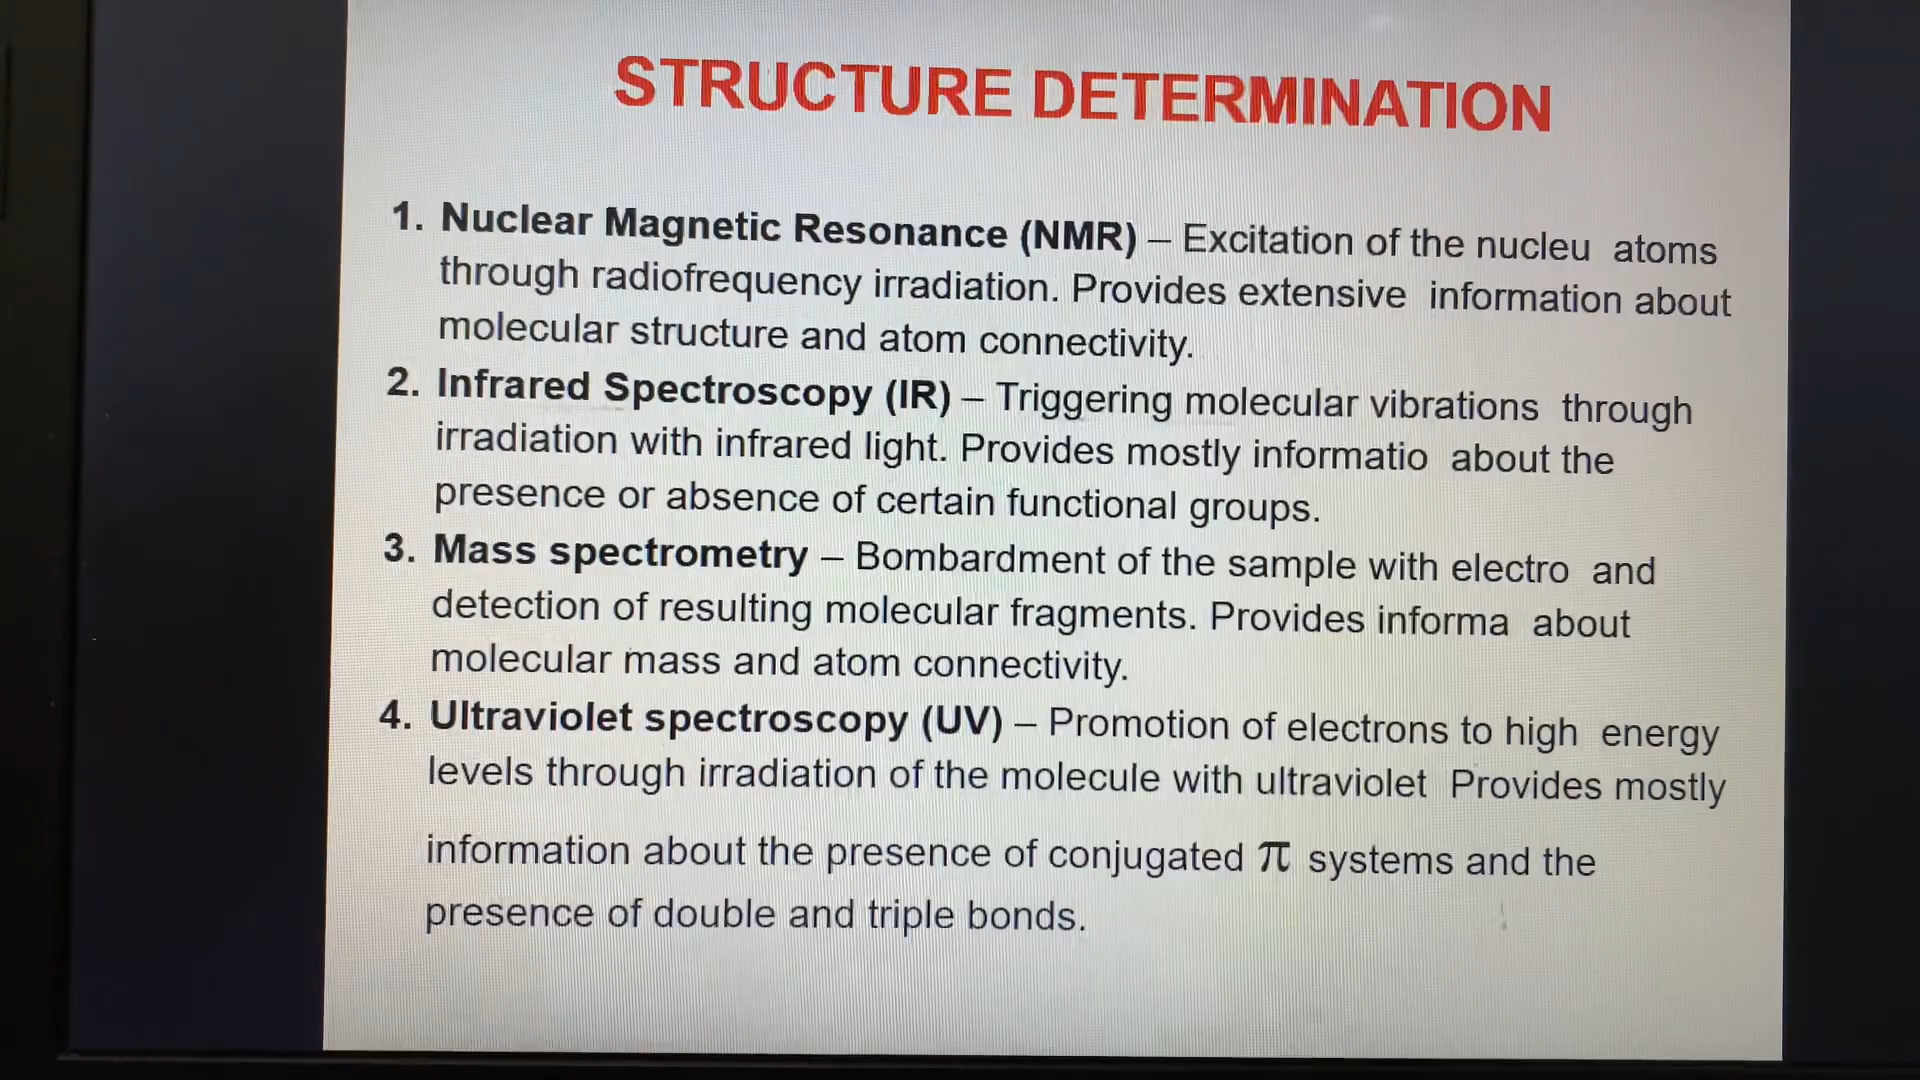 STRUCTURE DETERMINATION
1. Nuclear Magnetic Resonance (NMR) – Excitation of the nucleu atoms
through radiofrequency irradiation. Provides extensive information about
molecular structure and atom connectivity.
2. Infrared Spectroscopy (IR) – Triggering molecular vibrations through
irradiation with infrared light. Provides mostly informatio about the
presence or absence of certain functional groups.
3. Mass spectrometry – Bombardment of the sample with electro and
detection of resulting molecular fragments. Provides informa about
molecular mass and atom connectivity.
4. Ultraviolet spectroscopy (UV) – Promotion of electrons to high energy
levels through irradiation of the molecule with ultraviolet Provides mostly
information about the presence of conjugated π systems and the
presence of double and triple bonds.